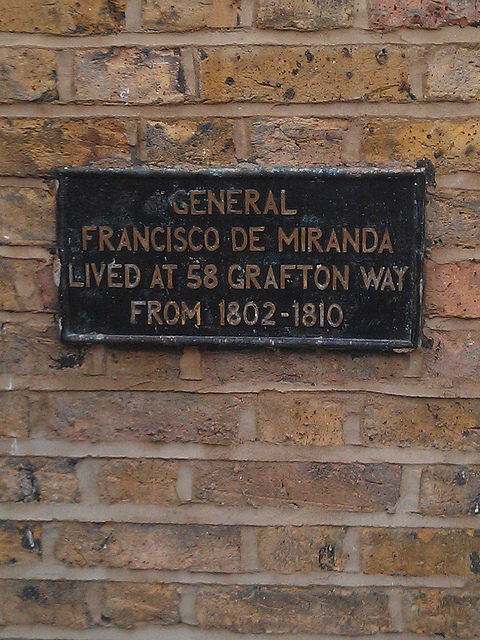 GENERAL
FRANCISCO DE MIRANDA
LIVED AT 58 GRAFTON WAY
FROM 1802-1810